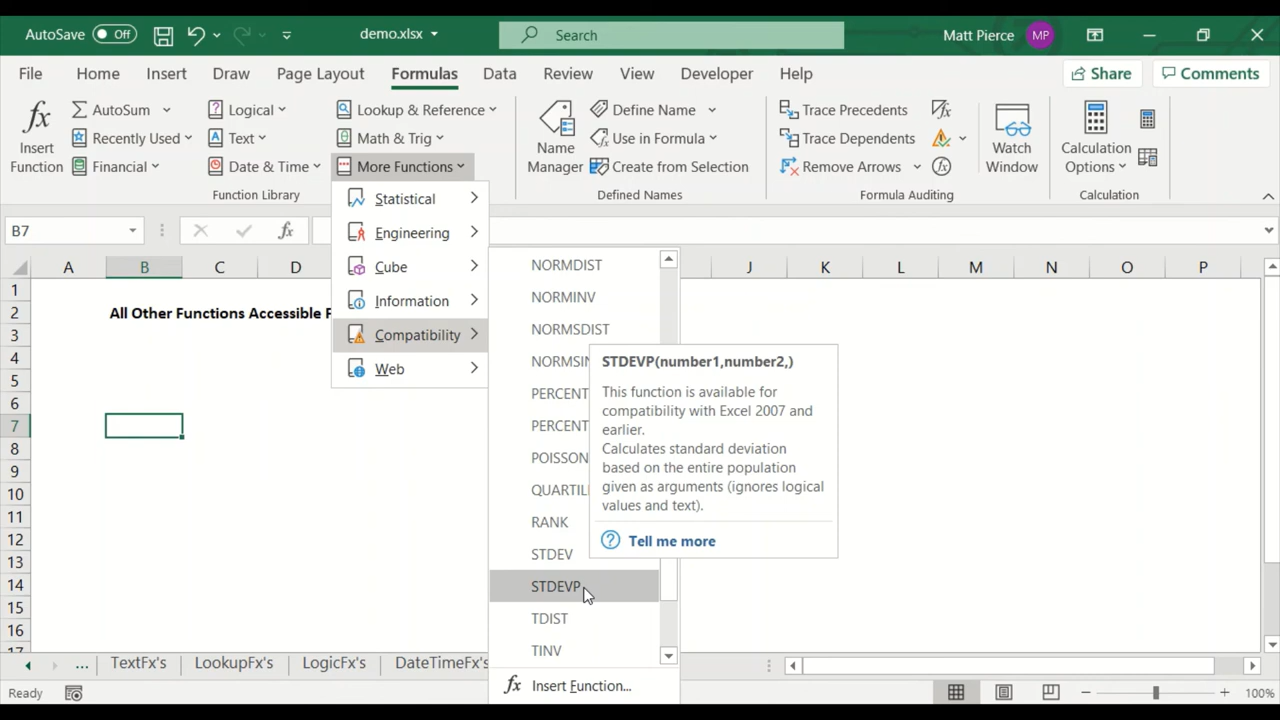 AutoSave Off demo.xlsx Search Matt Pierce MP
File Home Insert Draw Page Layout Formulas Data Review View Developer Help Share Comments
Insert Function
AutoSum
Recently Used
Financial
Logical
Text
Date & Time
Lookup & Reference
Math & Trig
More Functions
Function Library
Name Manager
Define Name
Use in Formula
Create from Selection
Defined Names
Trace Precedents
Trace Dependents
Remove Arrows
Formula Auditing
Watch Window
Calculation Options
Calculation
B7 fx
Statistical
Engineering
Cube
Information
Compatibility
Web
A B C D J K L M N O P
1
2 All Other Functions Accessible
3
4
5
6
7
8
9
10
11
12
13
14
15
16
17
NORMDIST
NORMINV
NORMSDIST
NORMSIN
PERCENT
PERCENT
POISSON
QUARTIL
RANK
STDEV
STDEVP
TDIST
TINV
fx Insert Function...
STDEVP(number1,number2,)
This function is available for
compatibility with Excel 2007 and
earlier.
Calculates standard deviation
based on the entire population
given as arguments (ignores logical
values and text).
Tell me more
... TextFx's LookupFx's LogicFx's DateTimeFx's
Ready 100%